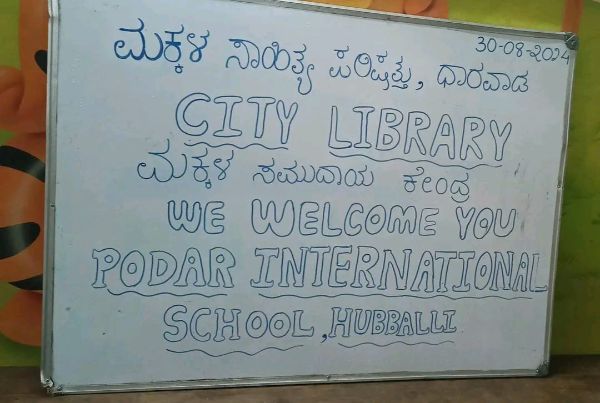 30-08-2024
ಮಕ್ಕಳ ಸಾಹಿತ್ಯ ಪರಿಷತ್ತು, ಧಾರವಾಡ
CITY LIBRARY
ಮಕ್ಕಳ ಸಮುದಾಯ ಕೇಂದ್ರ
WE WELCOME YOU
PODAR INTERNATIONAL
SCHOOL, HUBBALLI